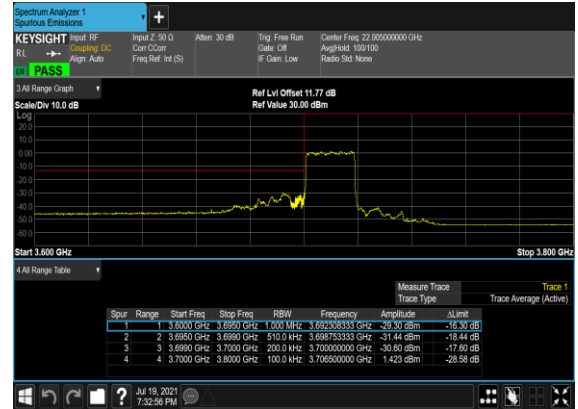 Spectrum Analyzer 1
Spurious Emissions
KEYSIGHT
RL
LXI PASS
Input: RF
Coupling: DC
Align: Auto
Input Z: 50 Ω
Corr CCorr
Freq Ref: Int (S)
Atten: 30 dB
Trig: Free Run
Gate: Off
IF Gain: Low
Center Freq: 22.005000000 GHz
Avg|Hold: 100/100
Radio Std: None
3 All Range Graph
Scale/Div 10.0 dB
Ref Lvl Offset 11.77 dB
Ref Value 30.00 dBm
Log
20.0
10.0
0.00
-10.0
-20.0
-30.0
-40.0
-50.0
-60.0
Start 3.600 GHz
Stop 3.800 GHz
4 All Range Table
Measure Trace Trace 1
Trace Type Trace Average (Active)
Spur Range Start Freq Stop Freq RBW Frequency Amplitude ΔLimit
1 1 3.6000 GHz 3.6950 GHz 1.000 MHz 3.692308333 GHz -29.30 dBm -16.30 dB
2 2 3.6950 GHz 3.6990 GHz 510.0 kHz 3.698753333 GHz -31.44 dBm -18.44 dB
3 3 3.6990 GHz 3.7000 GHz 200.0 kHz 3.700000000 GHz -30.60 dBm -17.60 dB
4 4 3.7000 GHz 3.8000 GHz 100.0 kHz 3.706500000 GHz 1.423 dBm -28.58 dB
?
Jul 19, 2021
7:32:56 PM